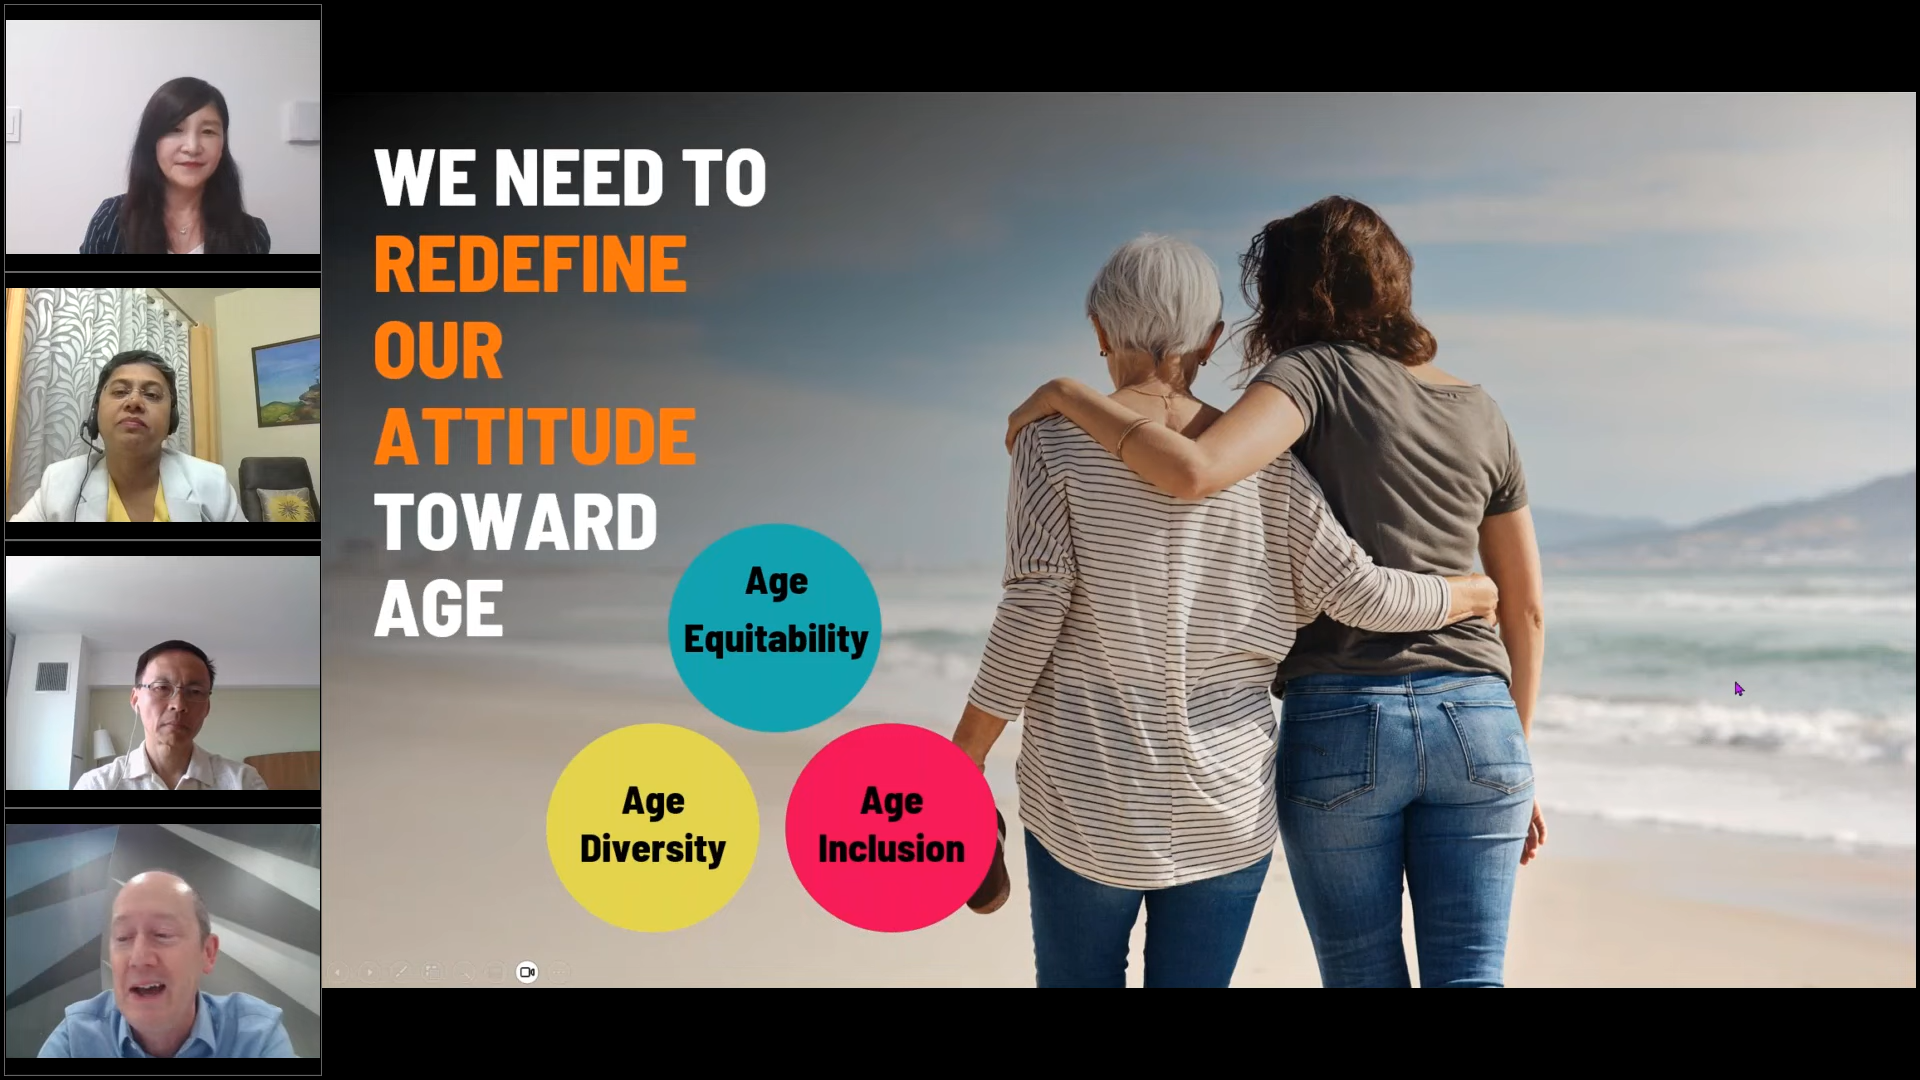 WE NEED TO
REDEFINE
OUR
ATTITUDE
TOWARD
AGE
Age
Equitability
Age
Diversity
Age
Inclusion